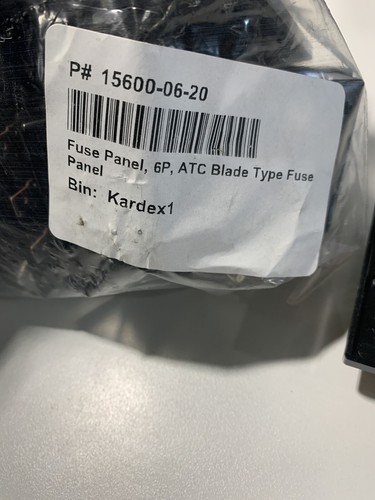 P# 15600-06-20
Fuse Panel, 6P, ATC Blade Type Fuse
Panel
Bin: Kardex1